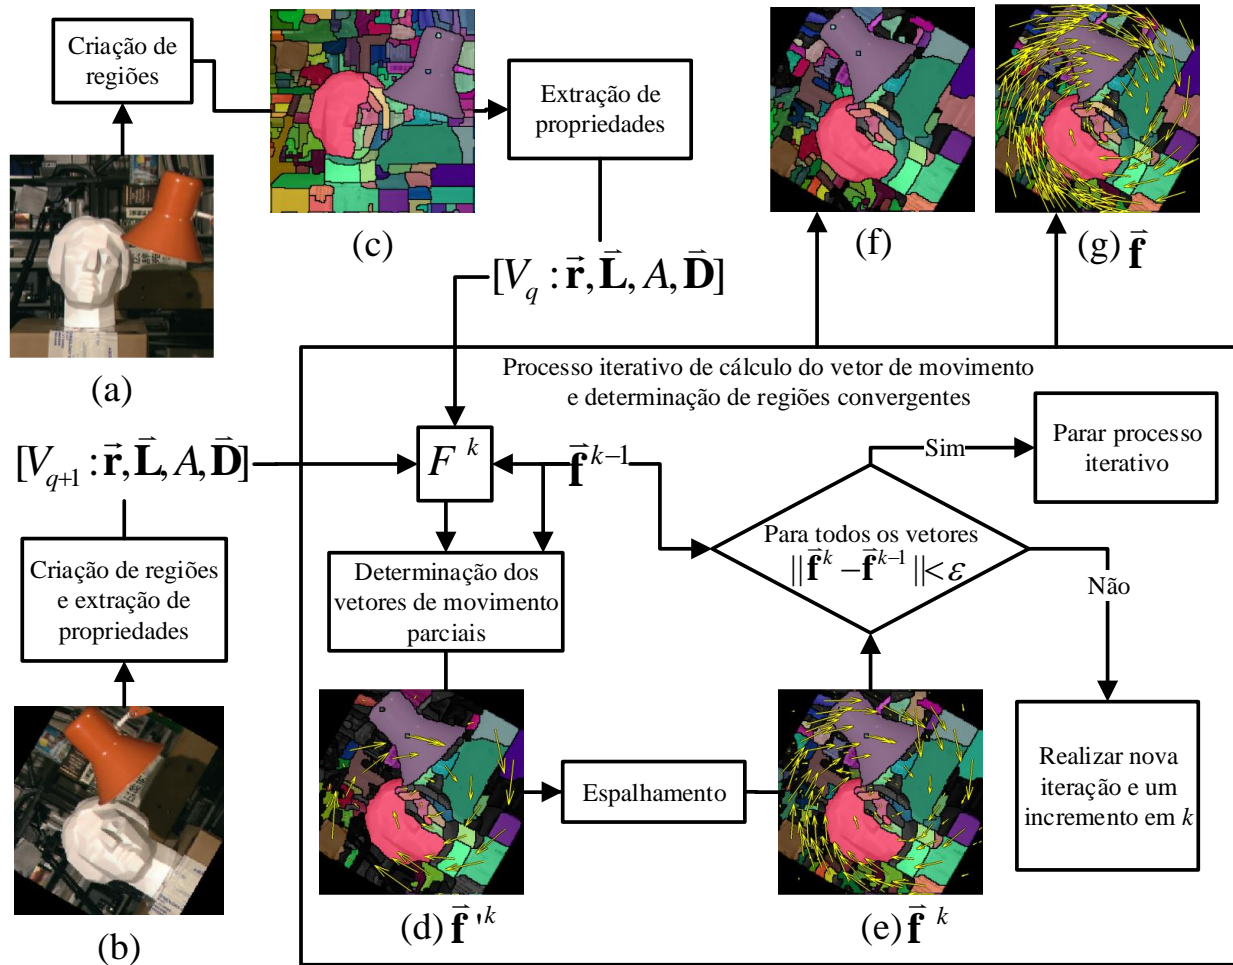 Criação de
regiões
Extração de
propriedades
(a)
(c)
(f)
(g) f⃗
[V_q : r⃗, L⃗, A, D⃗]
Processo iterativo de cálculo do vetor de movimento
e determinação de regiões convergentes
[V_{q+1} : r⃗, L⃗, A, D⃗]
F^k
f⃗^{k-1}
Sim
Parar processo
iterativo
Para todos os vetores
|| f⃗^k − f⃗^{k−1} || < ε
Não
Criação de regiões
e extração de
propriedades
Determinação dos
vetores de movimento
parciais
Espalhamento
Realizar nova
iteração e um
incremento em k
(b)
(d) f⃗'^k
(e) f⃗^k